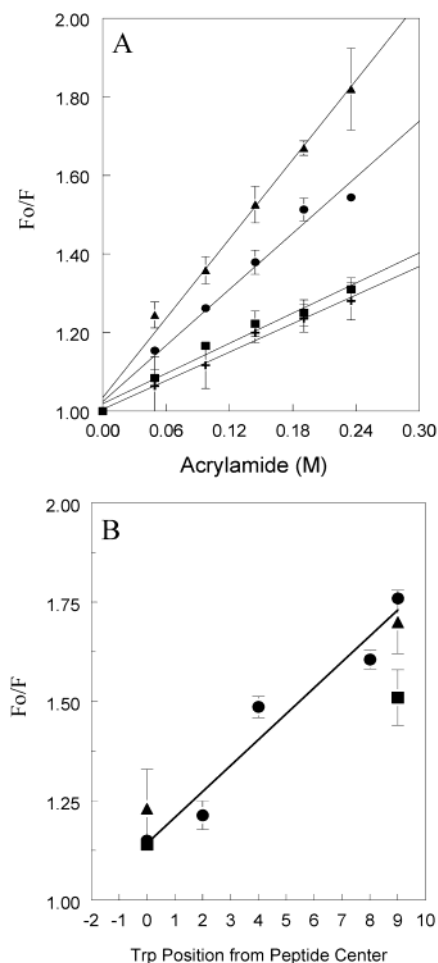 A
2.00
1.80
1.60
1.40
1.20
1.00
Fo/F
0.00 0.06 0.12 0.18 0.24 0.30
Acrylamide (M)
B
2.00
1.75
1.50
1.25
1.00
Fo/F
-2 -1 0 1 2 3 4 5 6 7 8 9 10
Trp Position from Peptide Center